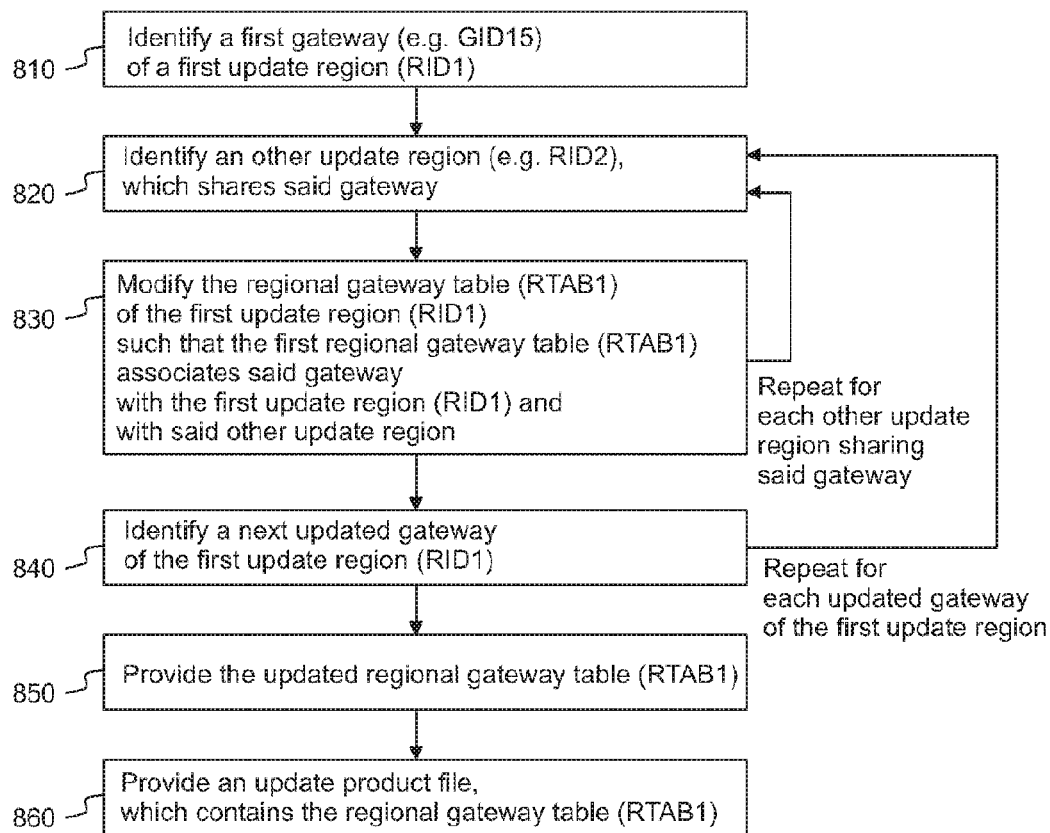 810
Identify a first gateway (e.g. GID15)
of a first update region (RID1)
820
Identify an other update region (e.g. RID2),
which shares said gateway
830
Modify the regional gateway table (RTAB1)
of the first update region (RID1)
such that the first regional gateway table (RTAB1)
associates said gateway
with the first update region (RID1) and
with said other update region
Repeat for
each other update
region sharing
said gateway
840
Identify a next updated gateway
of the first update region (RID1)
Repeat for
each updated gateway
of the first update region
850
Provide the updated regional gateway table (RTAB1)
860
Provide an update product file,
which contains the regional gateway table (RTAB1)